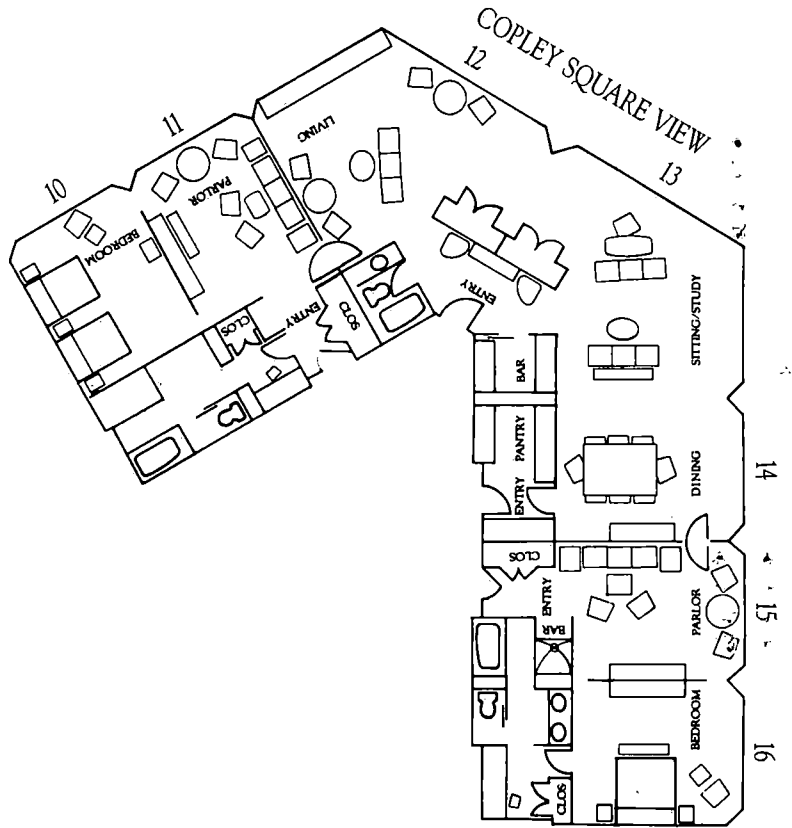 COPLEY SQUARE VIEW
10
11
12
13
14
15
16
BEDROOM
PARLOR
LIVING
CLOS
ENTRY
CLOS
ENTRY
SITTING/STUDY
BAR
PANTRY
DINING
ENTRY
CLOS
ENTRY
BAR
PARLOR
BEDROOM
CLOS